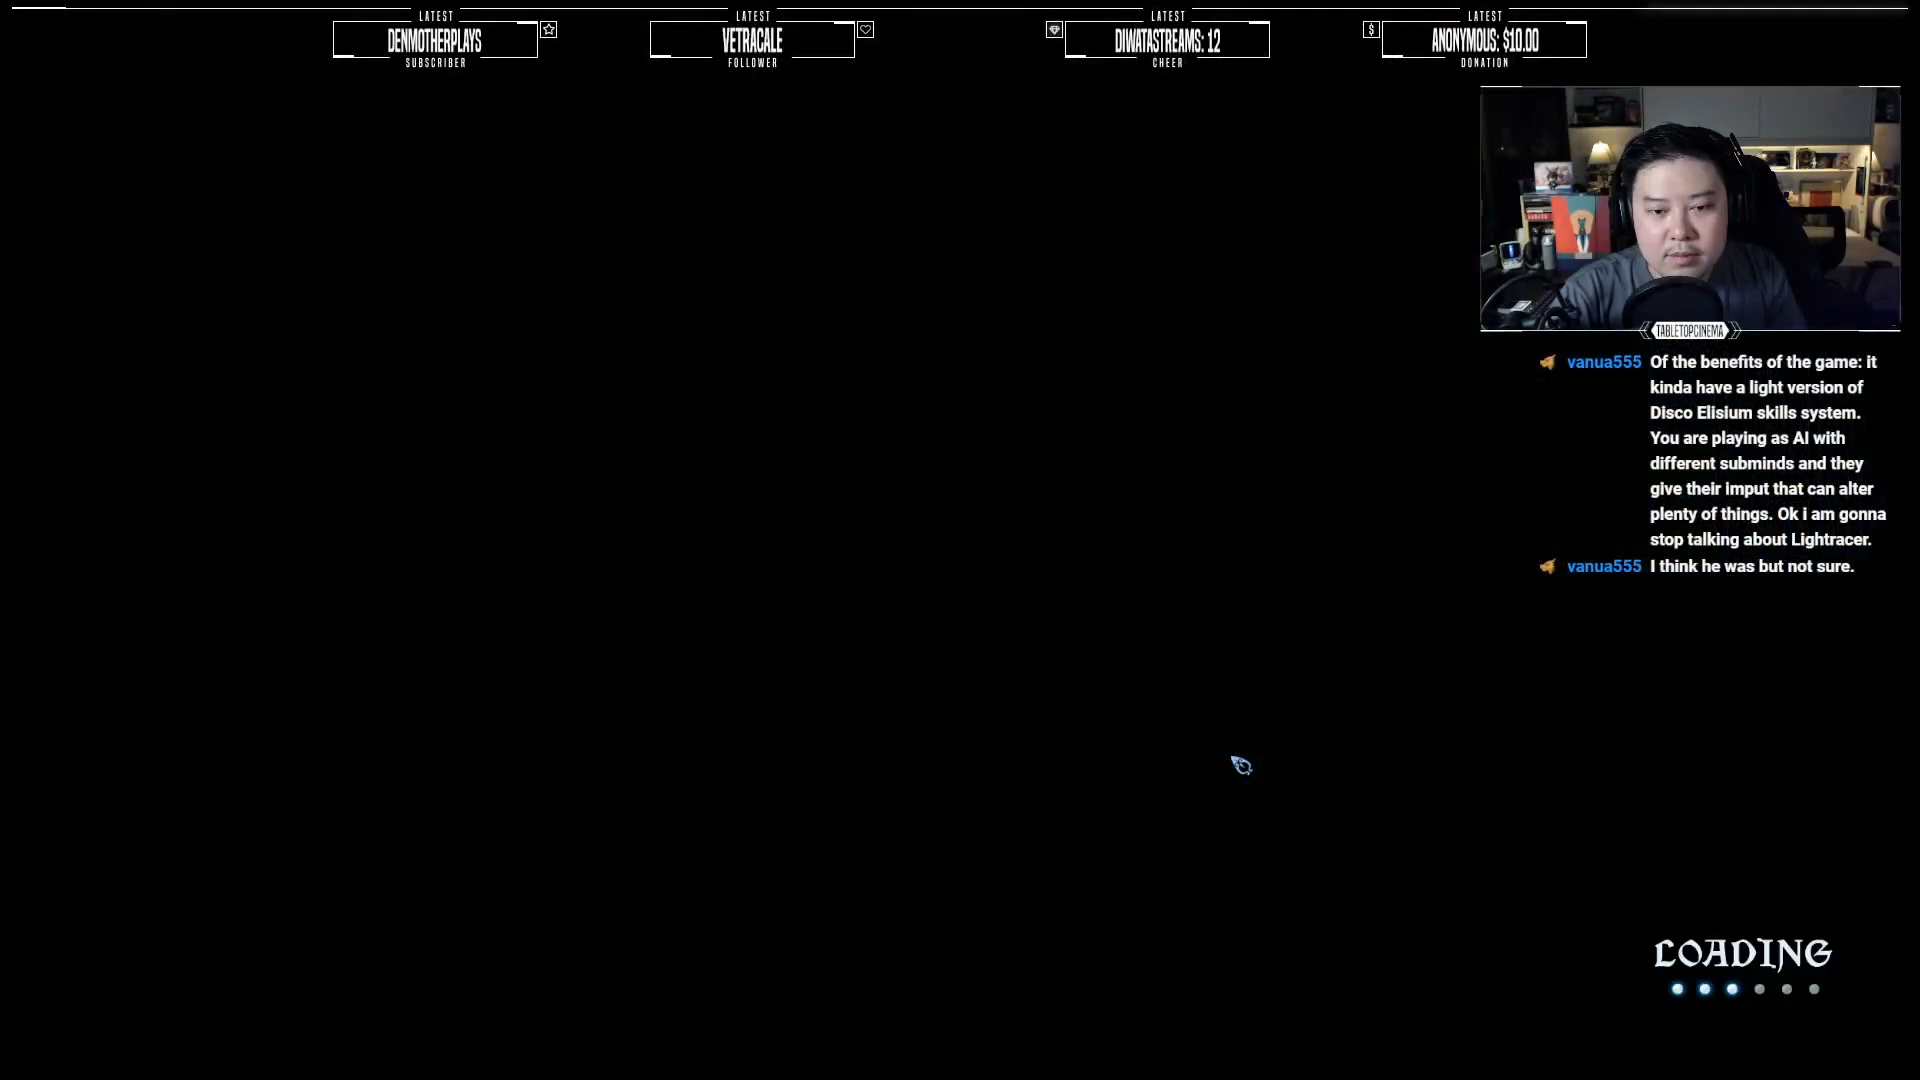 LATEST
DENMOTHERPLAYS
SUBSCRIBER
LATEST
VETRACALE
FOLLOWER
LATEST
DIWATASTREAMS: 12
CHEER
LATEST
ANONYMOUS: $10.00
DONATION
TABLETOPCINEMA
vanua555 Of the benefits of the game: it
kinda have a light version of
Disco Elisium skills system.
You are playing as AI with
different subminds and they
give their imput that can alter
plenty of things. Ok i am gonna
stop talking about Lightracer.
vanua555 I think he was but not sure.
LOADING